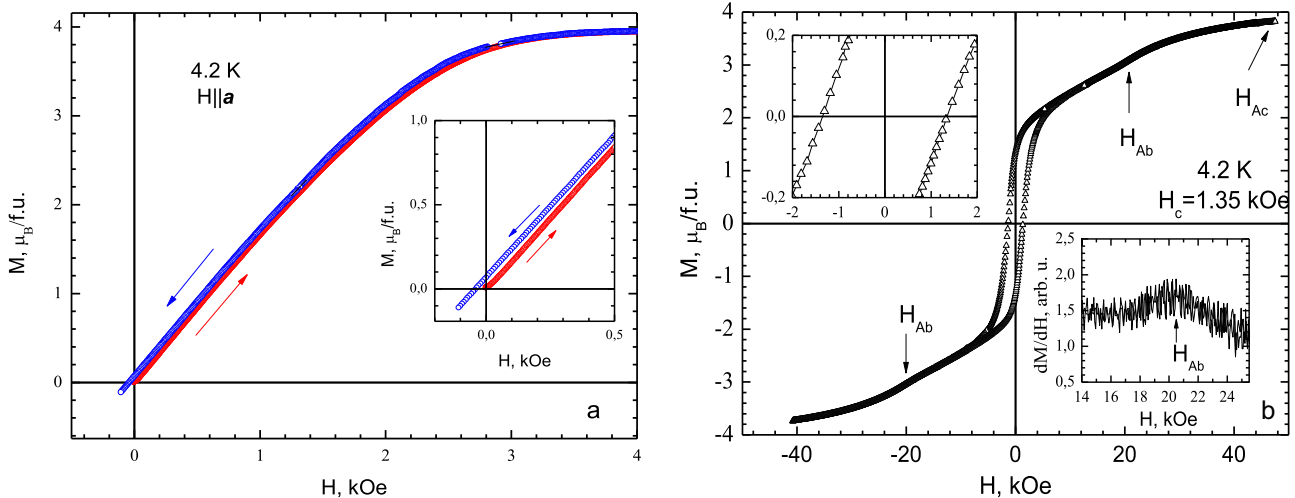 4
3
2
1
0
M, μB/f.u.
4.2 K
H||a
0
1
2
3
4
H, kOe
a
1,0
0,5
0,0
M, μB/f.u.
0,0
0,5
H, kOe
4
3
2
1
0
-1
-2
-3
-4
M, μB/f.u.
-40
-20
0
20
40
H, kOe
b
0,2
0,0
-0,2
-2
-1
0
1
2
HAb
HAc
4.2 K
Hc=1.35 kOe
HAb
2,5
2,0
1,5
1,0
0,5
dM/dH, arb. u.
HAb
14
16
18
20
22
24
H, kOe